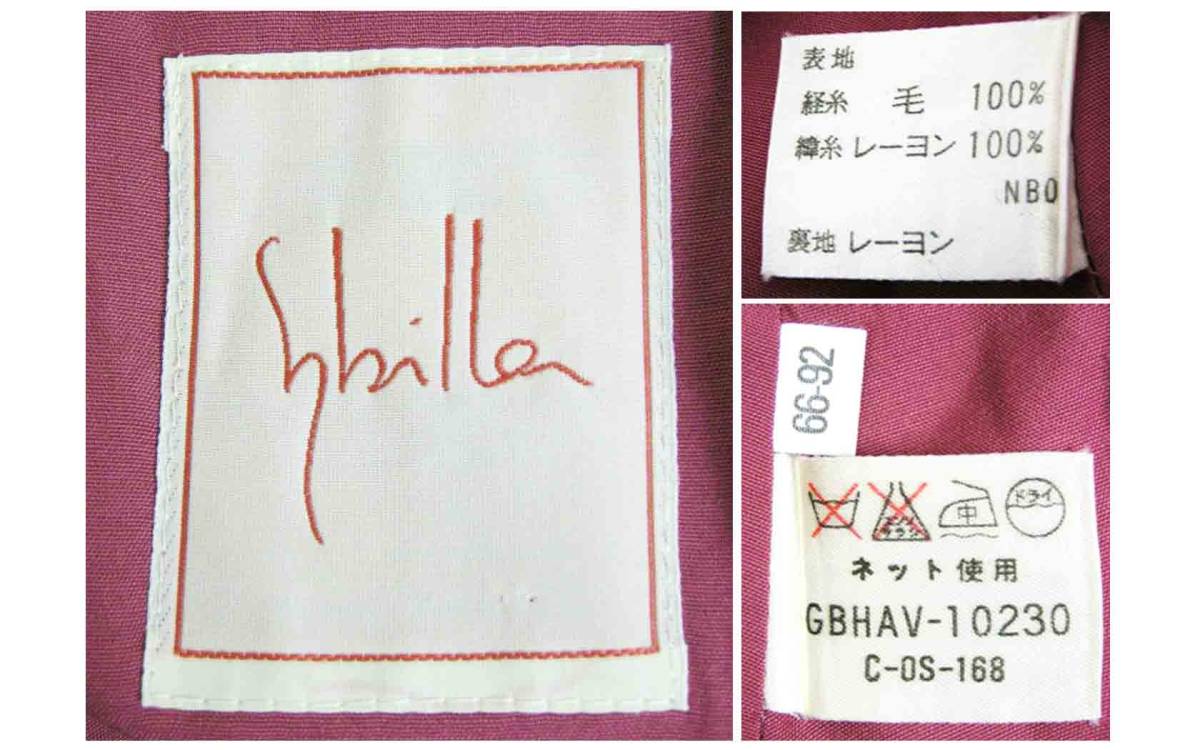 Sybilla
表地
経糸 毛 100%
緯糸 レーヨン 100%
NBO
裏地 レーヨン
66-92
中 ドライ
ネット使用
GBHAV-10230
C-OS-168